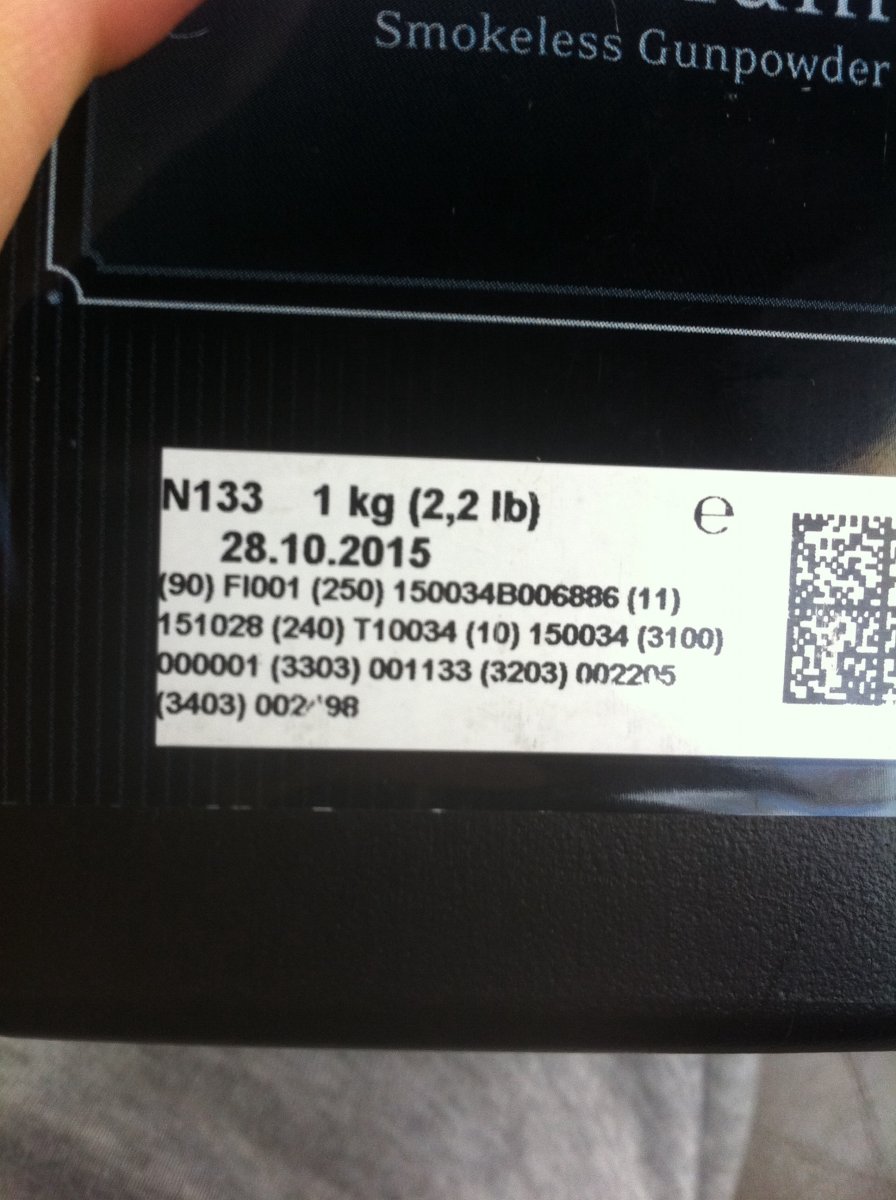 Smokeless Gunpowder
N133 1 kg (2,2 lb) e
28.10.2015
(90) FI001 (250) 150034B006886 (11)
151028 (240) T10034 (10) 150034 (3100)
000001 (3303) 001133 (3203) 002205
(3403)